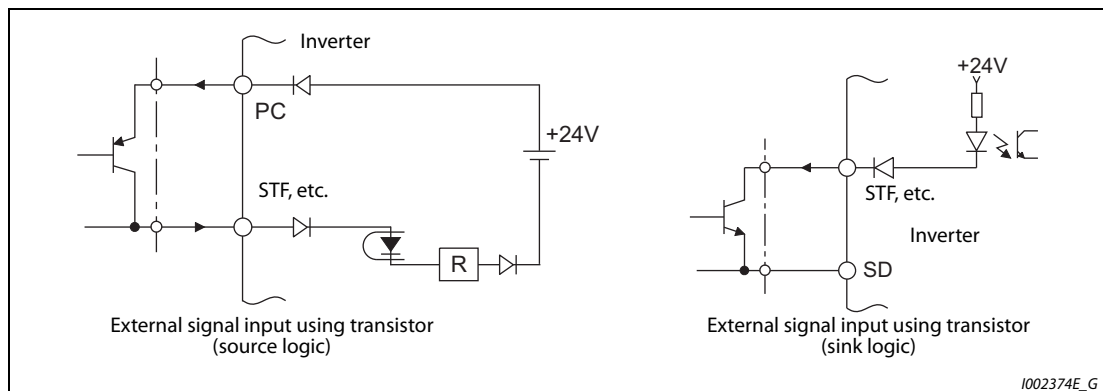 Inverter
PC
+24V
STF, etc.
R
External signal input using transistor
(source logic)
+24V
STF, etc.
Inverter
SD
External signal input using transistor
(sink logic)
I002374E_G